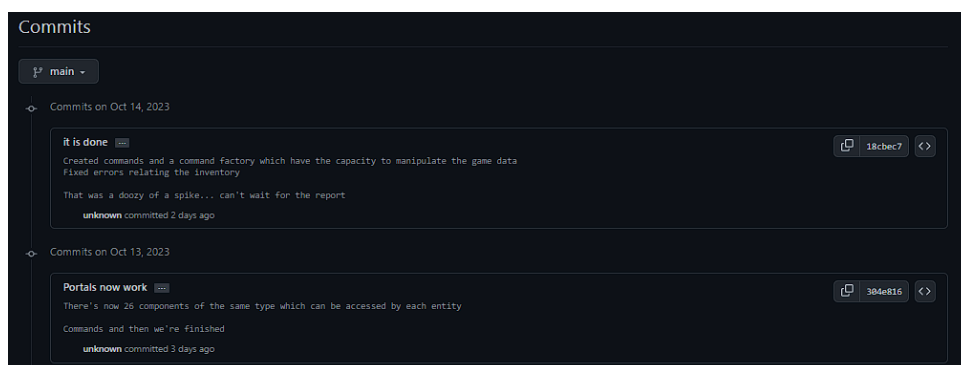 Commits
main
Commits on Oct 14, 2023
it is done ...
18cbec7 <>
Created commands and a command factory which have the capacity to manipulate the game data
Fixed errors relating the inventory
That was a doozy of a spike... can't wait for the report
unknown committed 2 days ago
Commits on Oct 13, 2023
Portals now work ...
304e816 <>
There's now 26 components of the same type which can be accessed by each entity
Commands and then we're finished
unknown committed 3 days ago